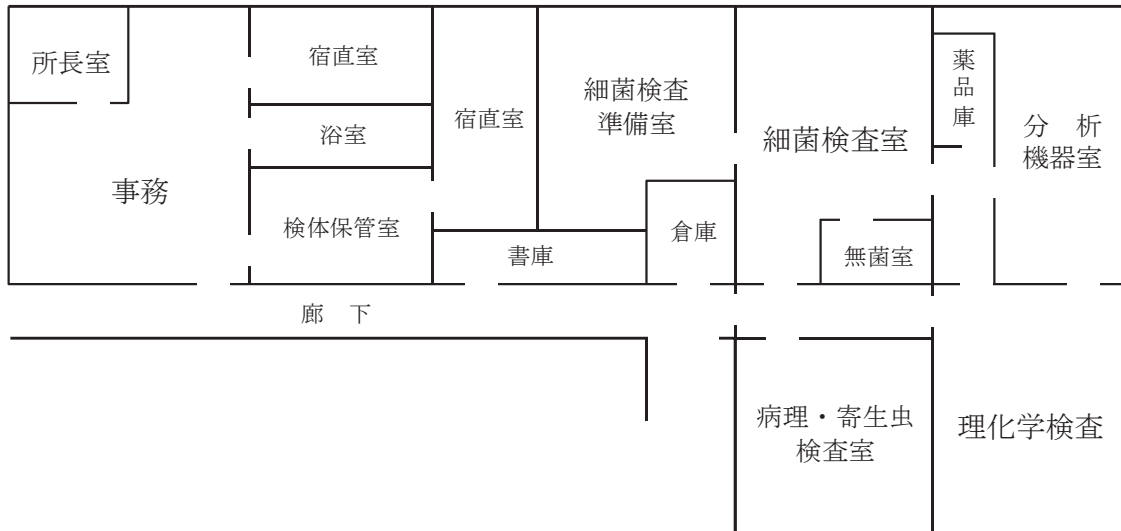 所長室
事務
宿直室
浴室
検体保管室
宿直室
書庫
細菌検査
準備室
倉庫
細菌検査室
無菌室
薬品庫
分 析
機器室
廊 下
病理・寄生虫
検査室
理化学検査